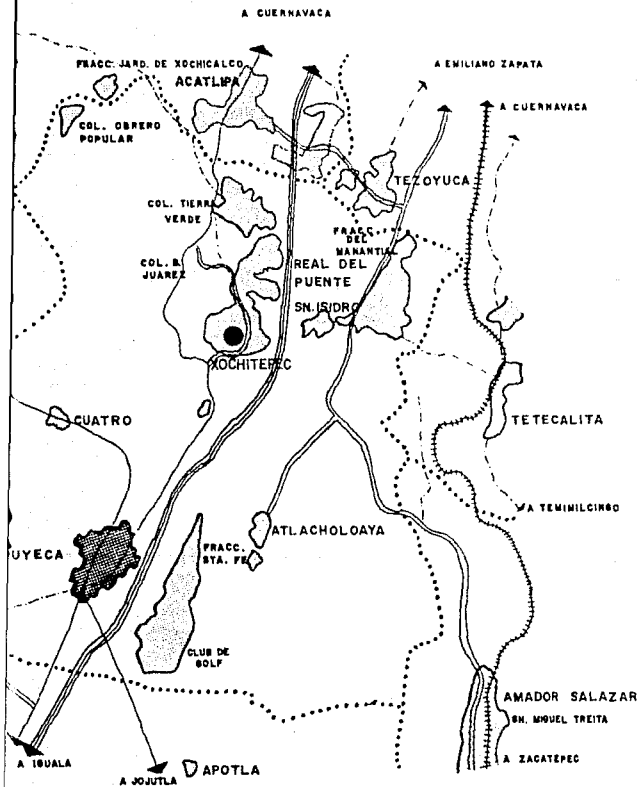 A CUERNAVACA
FRACC. JARD. DE XOCHICALCO
ACATLIPA
A EMILIANO ZAPATA
A CUERNAVACA
COL. OBRERO
POPULAR
TEZOYUCA
COL. TIERRA
VERDE
FRACC.
DEL
MANANTIAL
COL. B.
JUAREZ
REAL DEL
PUENTE
SN. ISIDRO
XOCHITEPEC
CUATRO
TETECALITA
A TEMIMILCINGO
ATLACHOLOAYA
UYECA
FRACC.
STA. FE
CLUB DE
GOLF
AMADOR SALAZAR
SN. MIGUEL TREITA
A IGUALA
A JOJUTLA
APOTLA
A ZACATEPEC